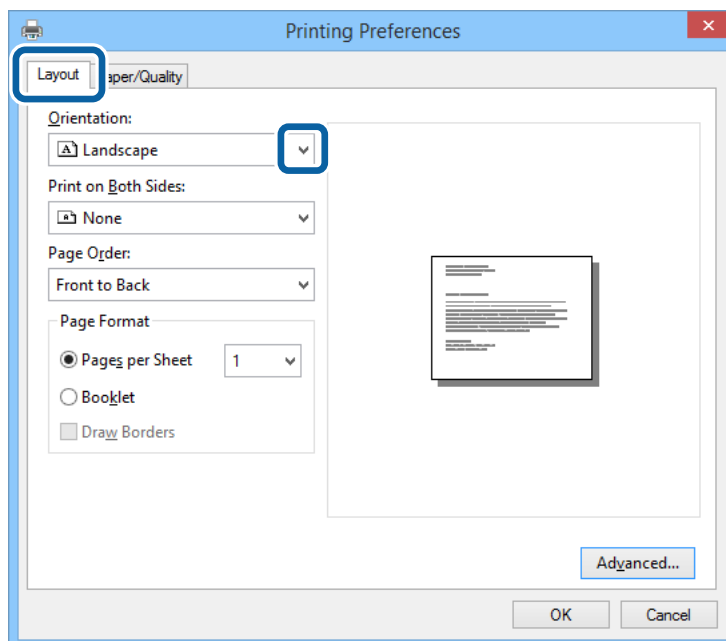 Printing Preferences
Layout
aper/Quality
Orientation:
Landscape
Print on Both Sides:
None
Page Order:
Front to Back
Page Format
Pages per Sheet 1
Booklet
Draw Borders
Advanced...
OK Cancel